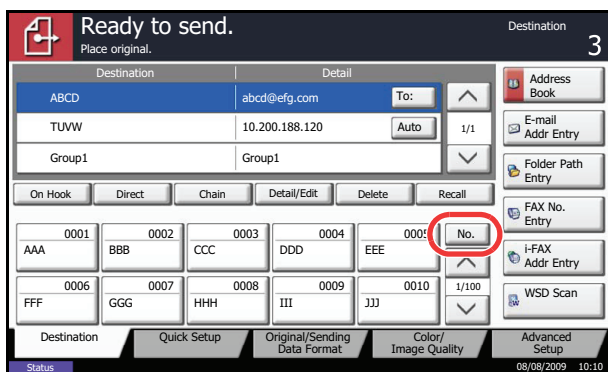 Ready to send.
Destination
Place original.
3
Destination Detail
ABCD abcd@efg.com To:
TUVW 10.200.188.120 Auto 1/1
Group1 Group1
On Hook Direct Chain Detail/Edit Delete Recall
0001 0002 0003 0004 0005 No.
AAA BBB CCC DDD EEE
0006 0007 0008 0009 0010 1/100
FFF GGG HHH III JJJ
Address
Book
E-mail
Addr Entry
Folder Path
Entry
FAX No.
Entry
i-FAX
Addr Entry
WSD Scan
Destination Quick Setup Original/Sending
Data Format Color/
Image Quality Advanced
Setup
Status 08/08/2009 10:10